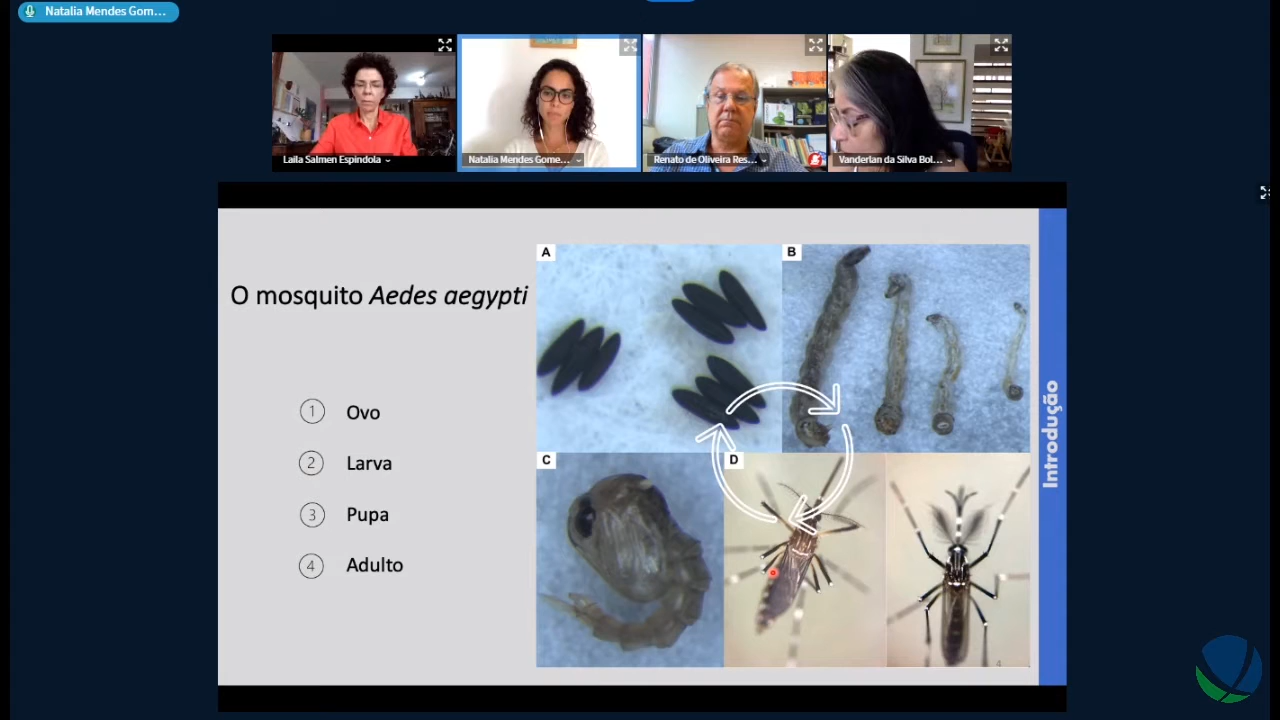 Natalia Mendes Gom...
Laila Salmen Espindola
Natalia Mendes Gome...
Renato de Oliveira Res...
Vanderlan da Silva Bol...
O mosquito Aedes aegypti
1 Ovo
2 Larva
3 Pupa
4 Adulto
A
B
C
D
Introdução
4